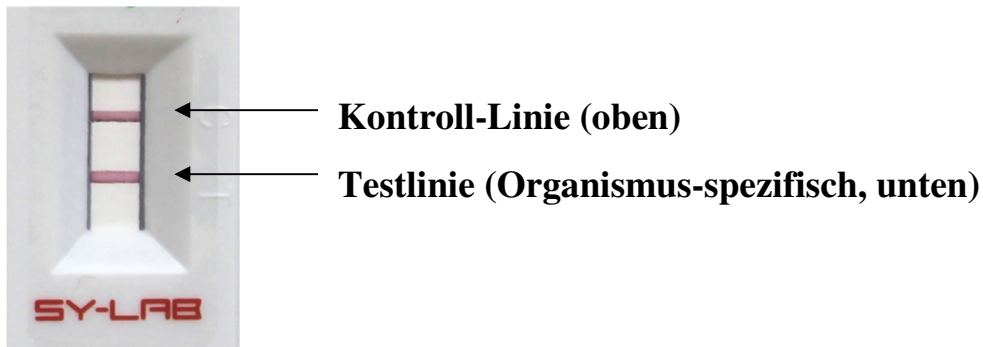 C
Kontroll-Linie (oben)
T
Testlinie (Organismus-spezifisch, unten)
SY-LAB